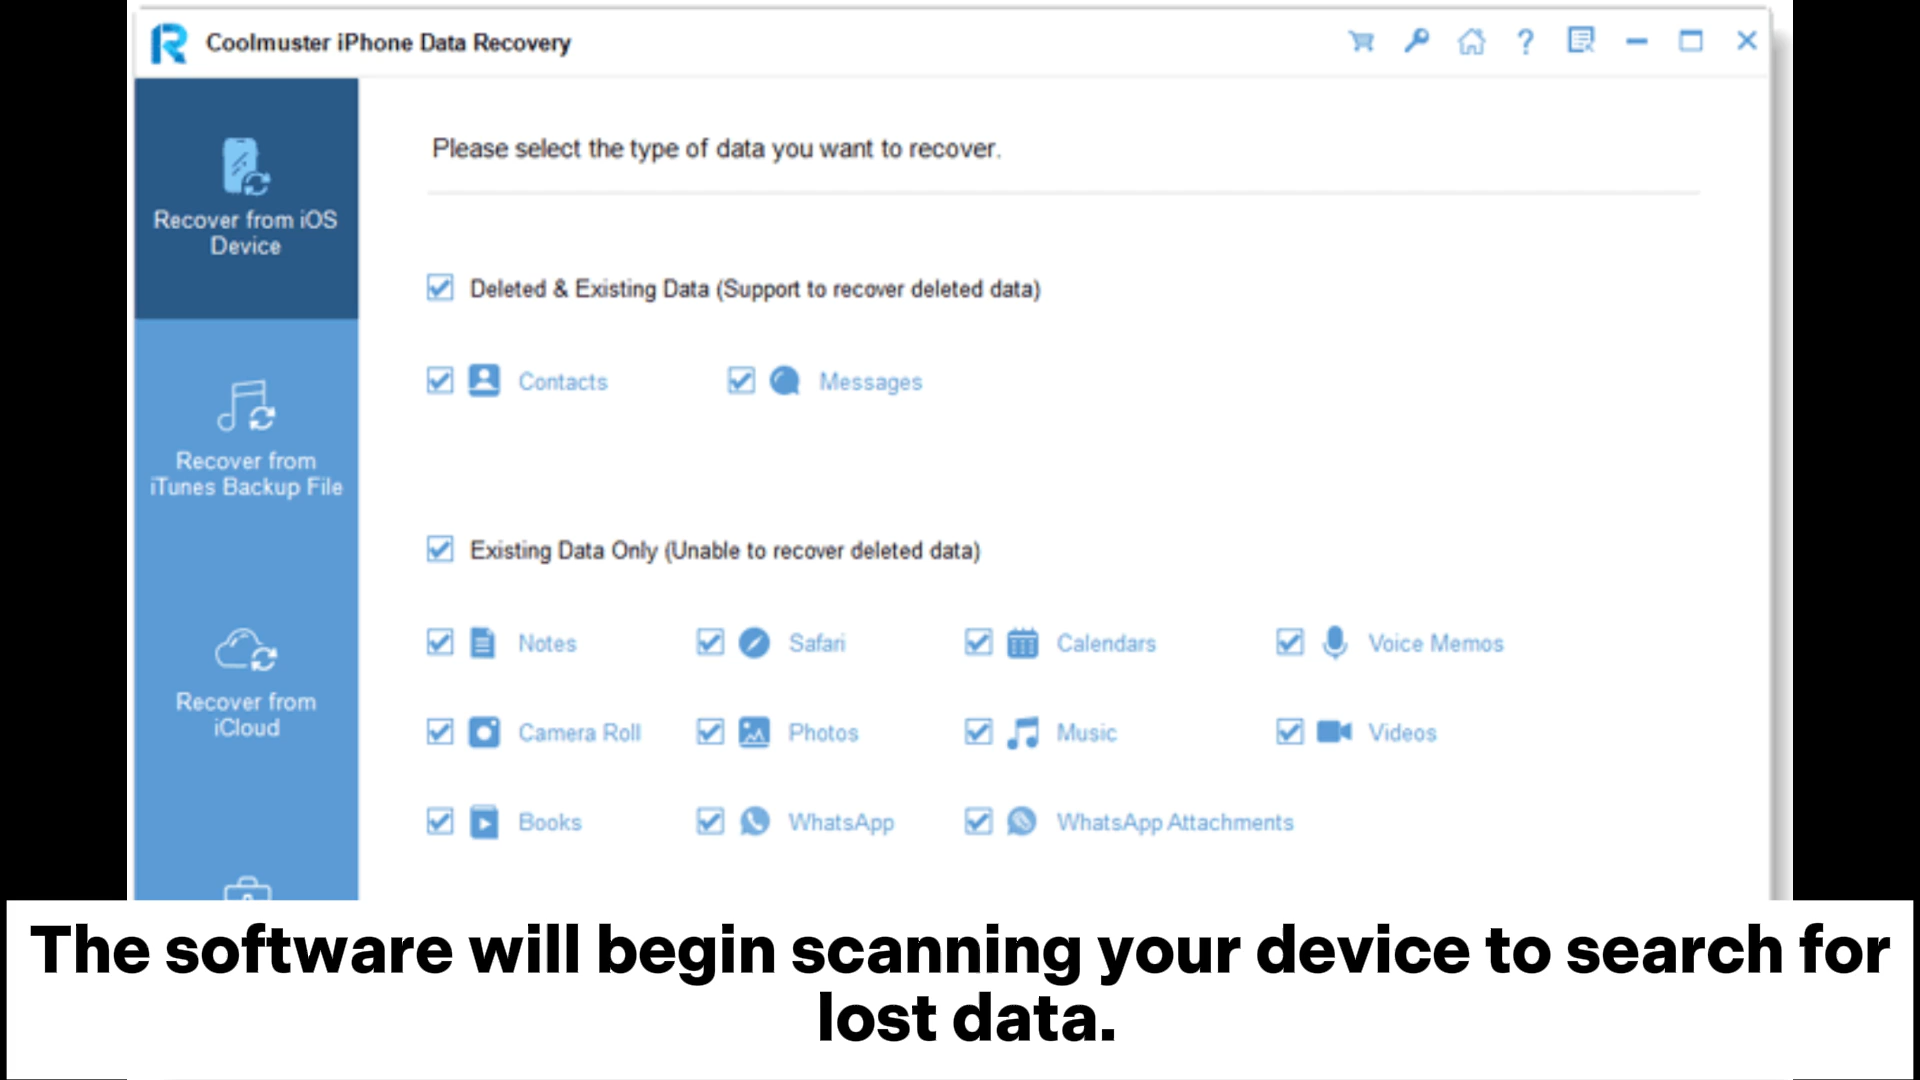 Coolmuster iPhone Data Recovery
Recover from iOS
Device
Recover from
iTunes Backup File
Recover from
iCloud
Please select the type of data you want to recover.
Deleted & Existing Data (Support to recover deleted data)
Contacts
Messages
Existing Data Only (Unable to recover deleted data)
Notes
Safari
Calendars
Voice Memos
Camera Roll
Photos
Music
Videos
Books
WhatsApp
WhatsApp Attachments
The software will begin scanning your device to search for
lost data.